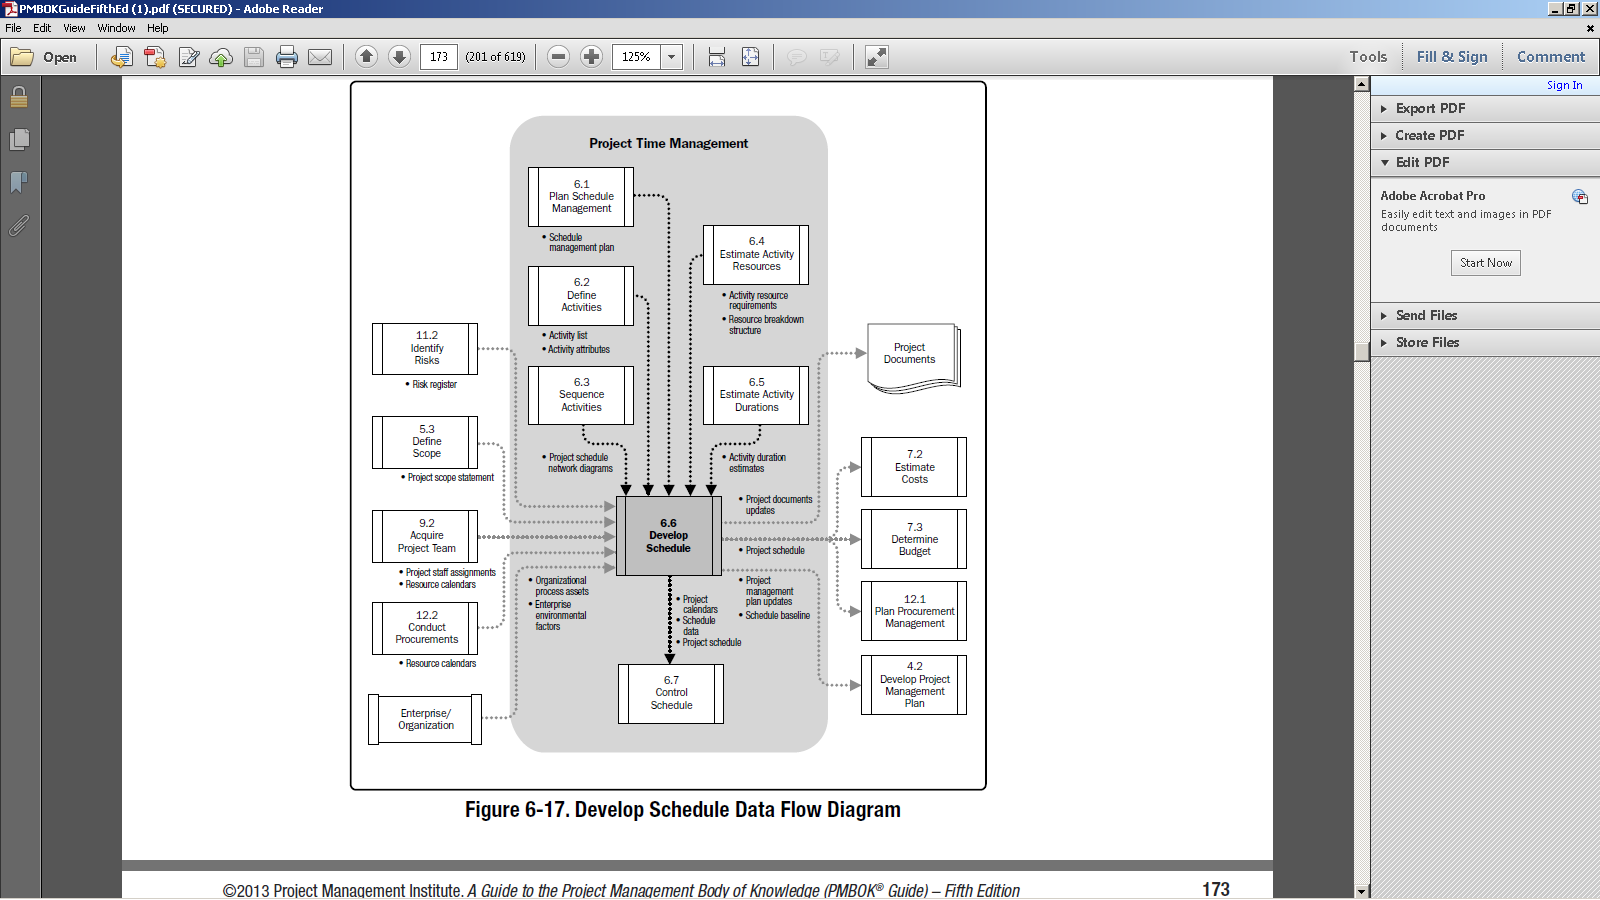 PMBOKGuideFifthEd (1).pdf (SECURED) - Adobe Reader
File Edit View Window Help
Open
173 (201 of 619)
125%
Tools
Fill & Sign
Comment
Sign In
Export PDF
Create PDF
Edit PDF
Adobe Acrobat Pro
Easily edit text and images in PDF
documents
Start Now
Send Files
Store Files
Project Time Management
6.1
Plan Schedule
Management
• Schedule
management plan
6.4
Estimate Activity
Resources
• Activity resource
requirements
• Resource breakdown
structure
6.2
Define
Activities
• Activity list
• Activity attributes
11.2
Identify
Risks
• Risk register
Project
Documents
6.3
Sequence
Activities
• Project schedule
network diagrams
6.5
Estimate Activity
Durations
• Activity duration
estimates
5.3
Define
Scope
• Project scope statement
7.2
Estimate
Costs
• Project documents
updates
6.6
Develop
Schedule
9.2
Acquire
Project Team
• Project staff assignments
• Resource calendars
7.3
Determine
Budget
• Project schedule
• Organizational
process assets
• Enterprise
environmental
factors
• Project
management
plan updates
• Schedule baseline
• Project
calendars
• Schedule
data
• Project schedule
12.1
Plan Procurement
Management
12.2
Conduct
Procurements
• Resource calendars
4.2
Develop Project
Management
Plan
6.7
Control
Schedule
Enterprise/
Organization
Figure 6-17. Develop Schedule Data Flow Diagram
©2013 Project Management Institute. A Guide to the Project Management Body of Knowledge (PMBOK® Guide) – Fifth Edition
173